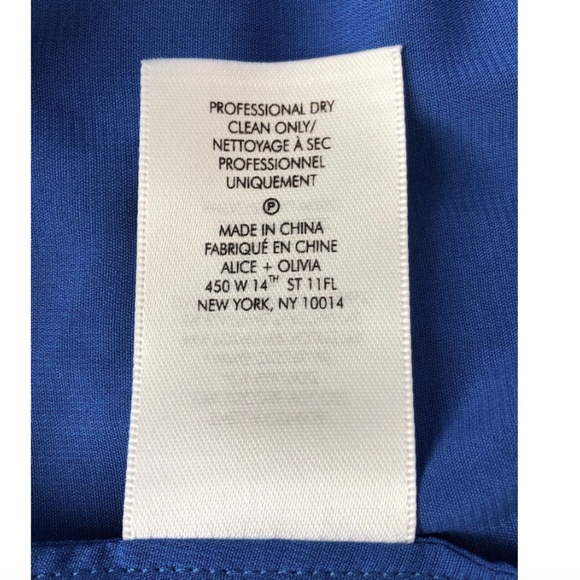 PROFESSIONAL DRY
CLEAN ONLY/
NETTOYAGE À SEC
PROFESSIONNEL
UNIQUEMENT
Ⓟ
MADE IN CHINA
FABRIQUÉ EN CHINE
ALICE + OLIVIA
450 W 14TH ST 11FL
NEW YORK, NY 10014